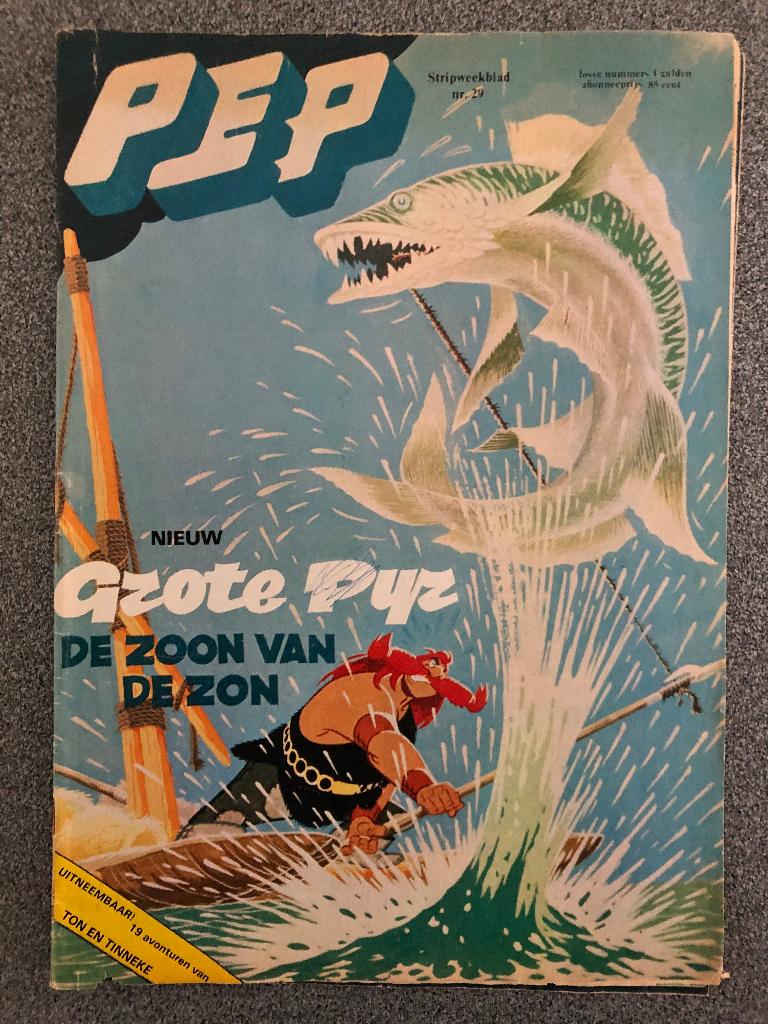 PEP
Stripweekblad
nr. 29
losse nummers 1 gulden
abonneeprijs 85 cent
NIEUW
Grote Pyr
DE ZOON VAN
DE ZON
UITNEEMBAAR!
19 avonturen van
TON EN TINNEKE